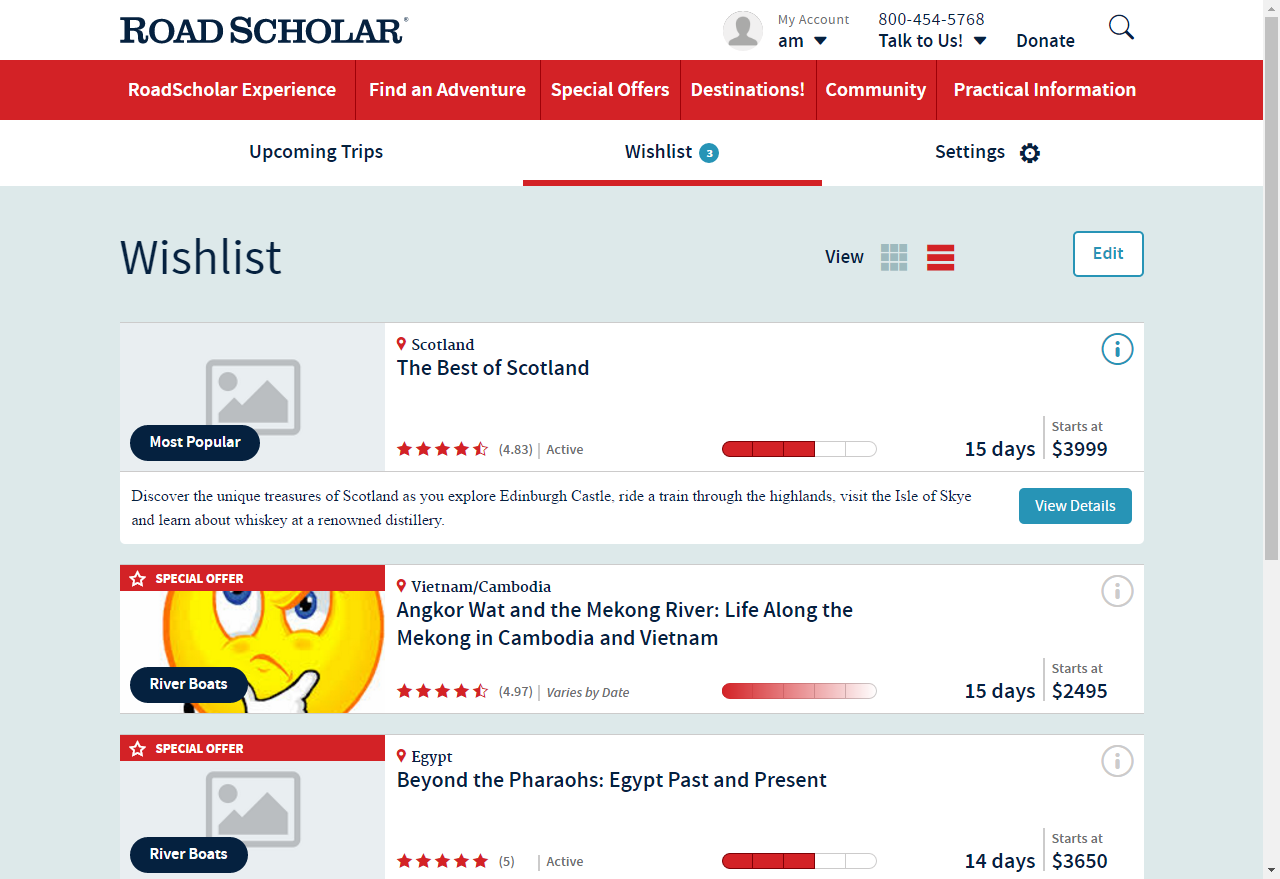 ROAD SCHOLAR®
My Account
am
800-454-5768
Talk to Us!
Donate
RoadScholar Experience
Find an Adventure
Special Offers
Destinations!
Community
Practical Information
Upcoming Trips
Wishlist 3
Settings
Wishlist
View
Edit
Scotland
The Best of Scotland
Most Popular
(4.83) | Active
15 days
Starts at
$3999
Discover the unique treasures of Scotland as you explore Edinburgh Castle, ride a train through the highlands, visit the Isle of Skye
and learn about whiskey at a renowned distillery.
View Details
SPECIAL OFFER
Vietnam/Cambodia
Angkor Wat and the Mekong River: Life Along the
Mekong in Cambodia and Vietnam
River Boats
(4.97) | Varies by Date
15 days
Starts at
$2495
SPECIAL OFFER
Egypt
Beyond the Pharaohs: Egypt Past and Present
River Boats
(5) | Active
14 days
Starts at
$3650